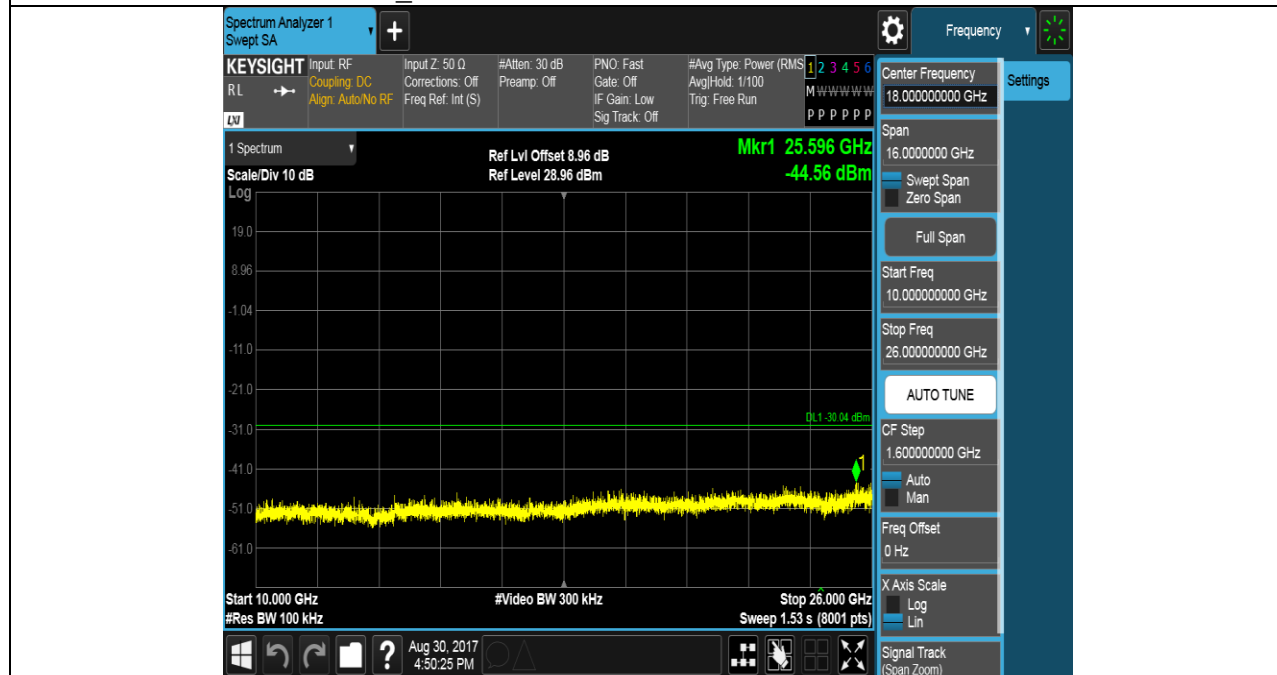 Spectrum Analyzer 1
Swept SA
+
Frequency
KEYSIGHT
RL
LXI
Input: RF
Coupling: DC
Align: Auto/No RF
Input Z: 50 Ω
Corrections: Off
Freq Ref: Int (S)
#Atten: 30 dB
Preamp: Off
PNO: Fast
Gate: Off
IF Gain: Low
Sig Track: Off
#Avg Type: Power (RMS
Avg|Hold: 1/100
Trig: Free Run
1 2 3 4 5 6
M W W W W W
P P P P P P
1 Spectrum
Scale/Div 10 dB
Ref Lvl Offset 8.96 dB
Ref Level 28.96 dBm
Mkr1 25.596 GHz
-44.56 dBm
Log
19.0
8.96
-1.04
-11.0
-21.0
DL1 -30.04 dBm
-31.0
-41.0
1
-51.0
-61.0
Start 10.000 GHz
#Video BW 300 kHz
Stop 26.000 GHz
#Res BW 100 kHz
Sweep 1.53 s (8001 pts)
?
Aug 30, 2017
4:50:25 PM
Center Frequency
18.000000000 GHz
Settings
Span
16.0000000 GHz
Swept Span
Zero Span
Full Span
Start Freq
10.000000000 GHz
Stop Freq
26.000000000 GHz
AUTO TUNE
CF Step
1.600000000 GHz
Auto
Man
Freq Offset
0 Hz
X Axis Scale
Log
Lin
Signal Track
(Span Zoom)